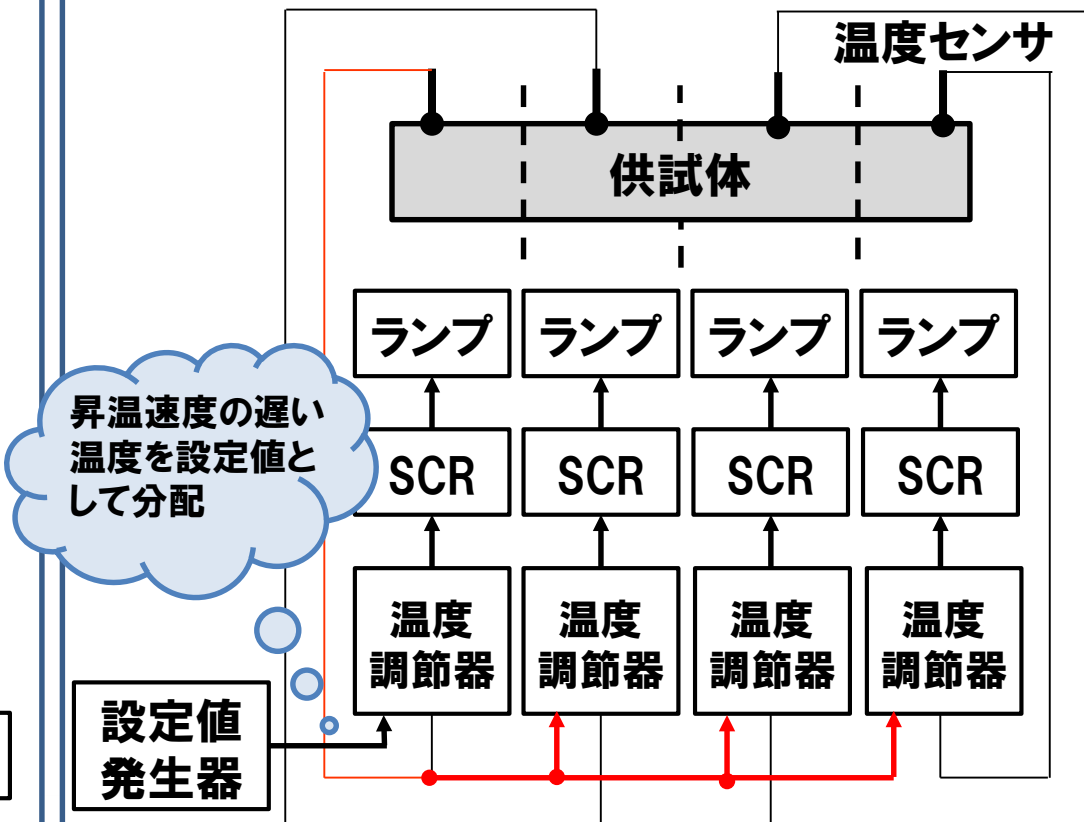 温度センサ
供試体
ランプ ランプ ランプ ランプ
昇温速度の遅い
温度を設定値と
して分配
SCR SCR SCR SCR
温度 温度 温度 温度
調節器 調節器 調節器 調節器
設定値
発生器